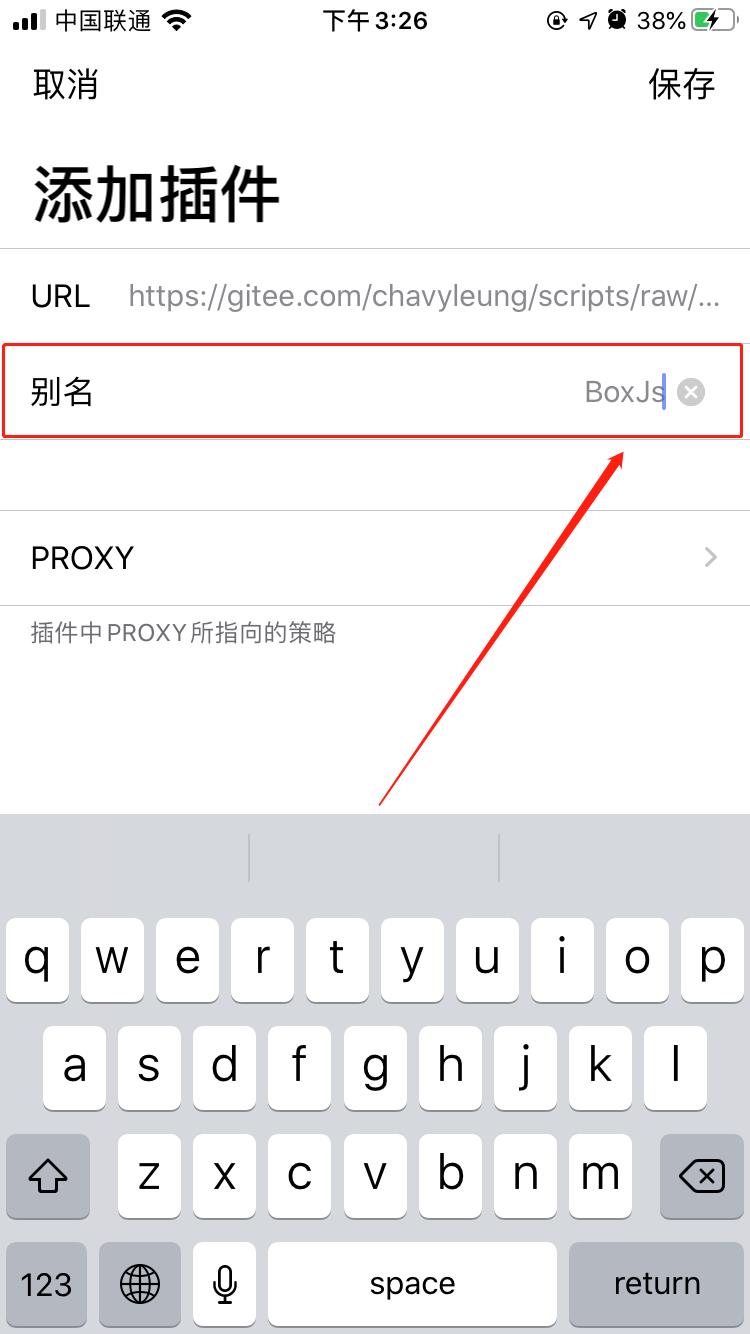 中国联通 下午3:26 38%
取消 保存
添加插件
URL https://gitee.com/chavyleung/scripts/raw/...
别名 BoxJs
PROXY
插件中PROXY所指向的策略
q w e r t y u i o p
a s d f g h j k l
z x c v b n m
123 space return